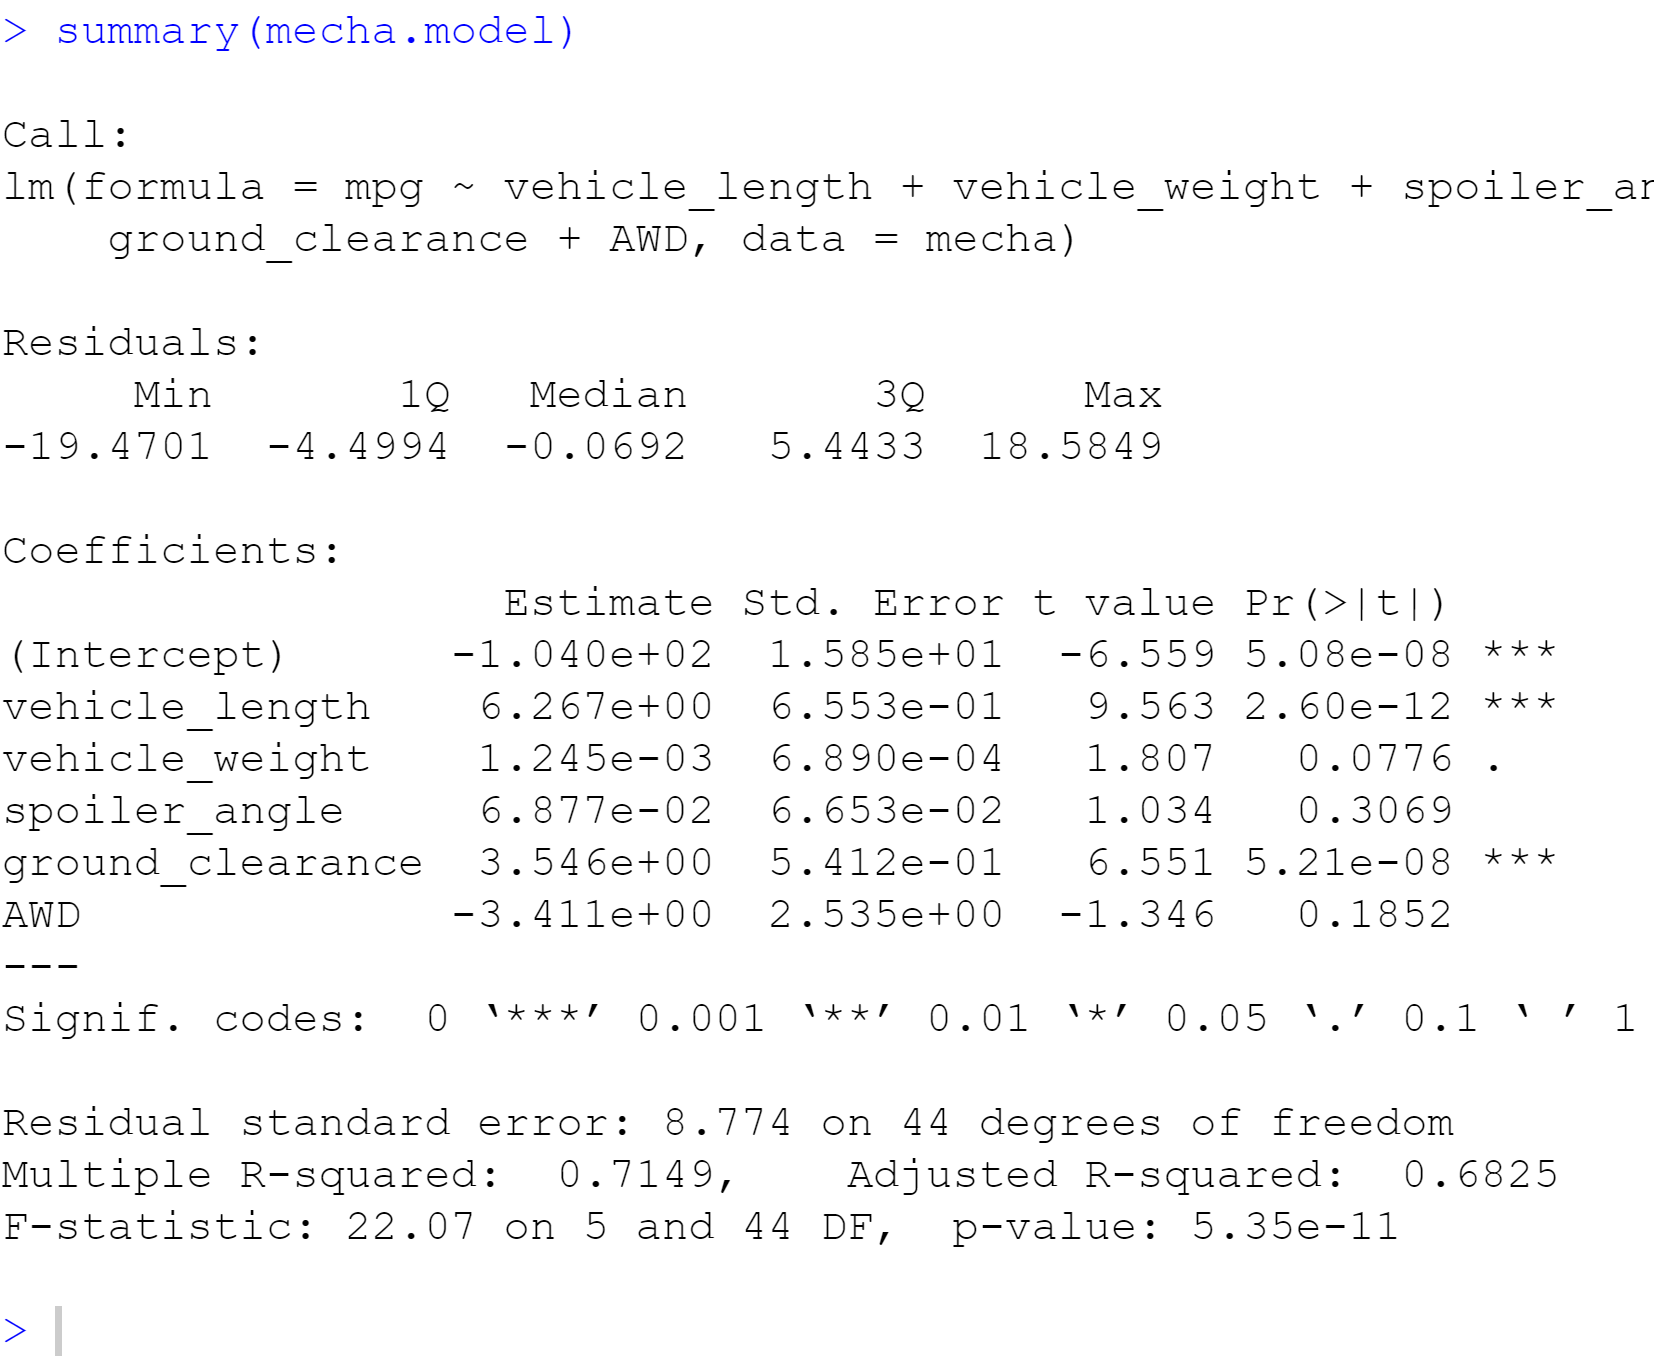 > summary(mecha.model)
Call:
lm(formula = mpg ~ vehicle_length + vehicle_weight + spoiler_an
    ground_clearance + AWD, data = mecha)
Residuals:
     Min       1Q   Median       3Q      Max
-19.4701  -4.4994  -0.0692   5.4433  18.5849
Coefficients:
                   Estimate Std. Error t value Pr(>|t|)
(Intercept)      -1.040e+02  1.585e+01  -6.559 5.08e-08 ***
vehicle_length    6.267e+00  6.553e-01   9.563 2.60e-12 ***
vehicle_weight    1.245e-03  6.890e-04   1.807   0.0776 .
spoiler_angle     6.877e-02  6.653e-02   1.034   0.3069
ground_clearance  3.546e+00  5.412e-01   6.551 5.21e-08 ***
AWD              -3.411e+00  2.535e+00  -1.346   0.1852
---
Signif. codes:  0 ‘***’ 0.001 ‘**’ 0.01 ‘*’ 0.05 ‘.’ 0.1 ‘ ’ 1
Residual standard error: 8.774 on 44 degrees of freedom
Multiple R-squared:  0.7149,    Adjusted R-squared:  0.6825
F-statistic: 22.07 on 5 and 44 DF,  p-value: 5.35e-11
>